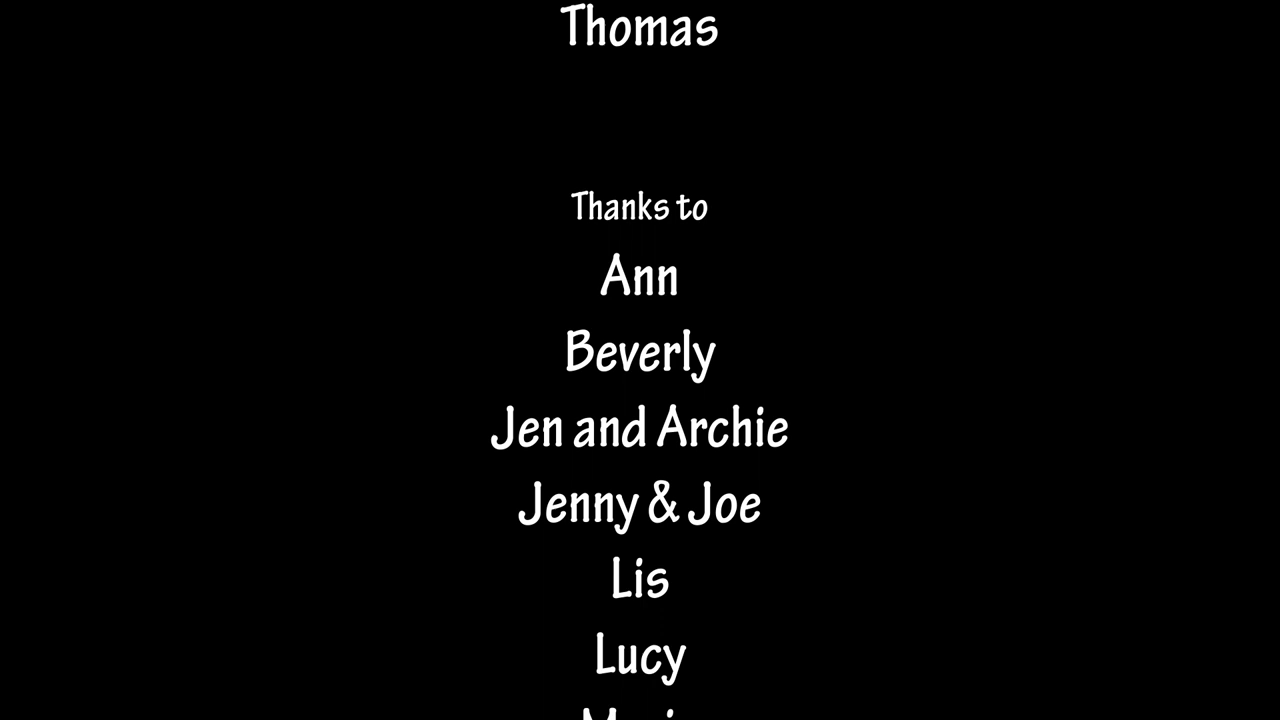 Thomas
Thanks to
Ann
Beverly
Jen and Archie
Jenny & Joe
Lis
Lucy